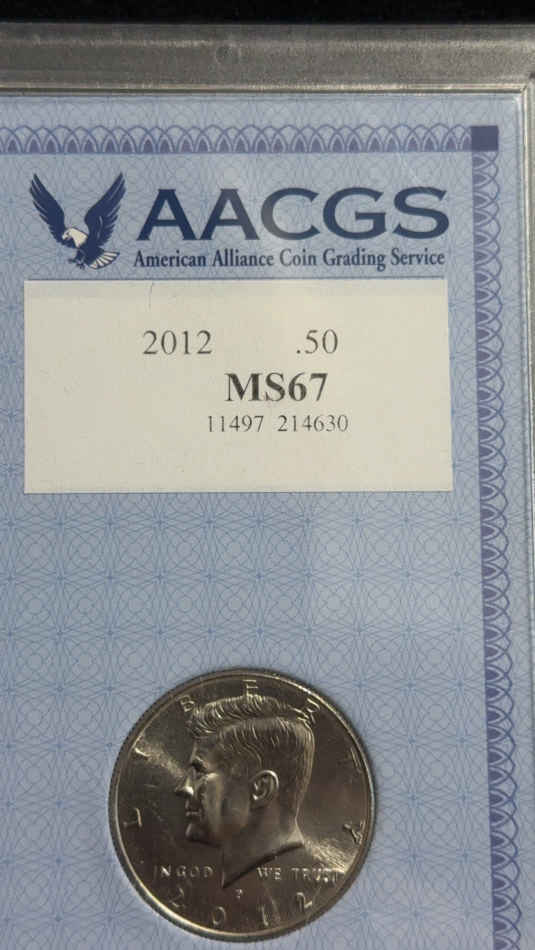 AACGS
American Alliance Coin Grading Service
2012 .50
MS67
11497 214630
LIBERTY
IN GOD WE TRUST
P
2012